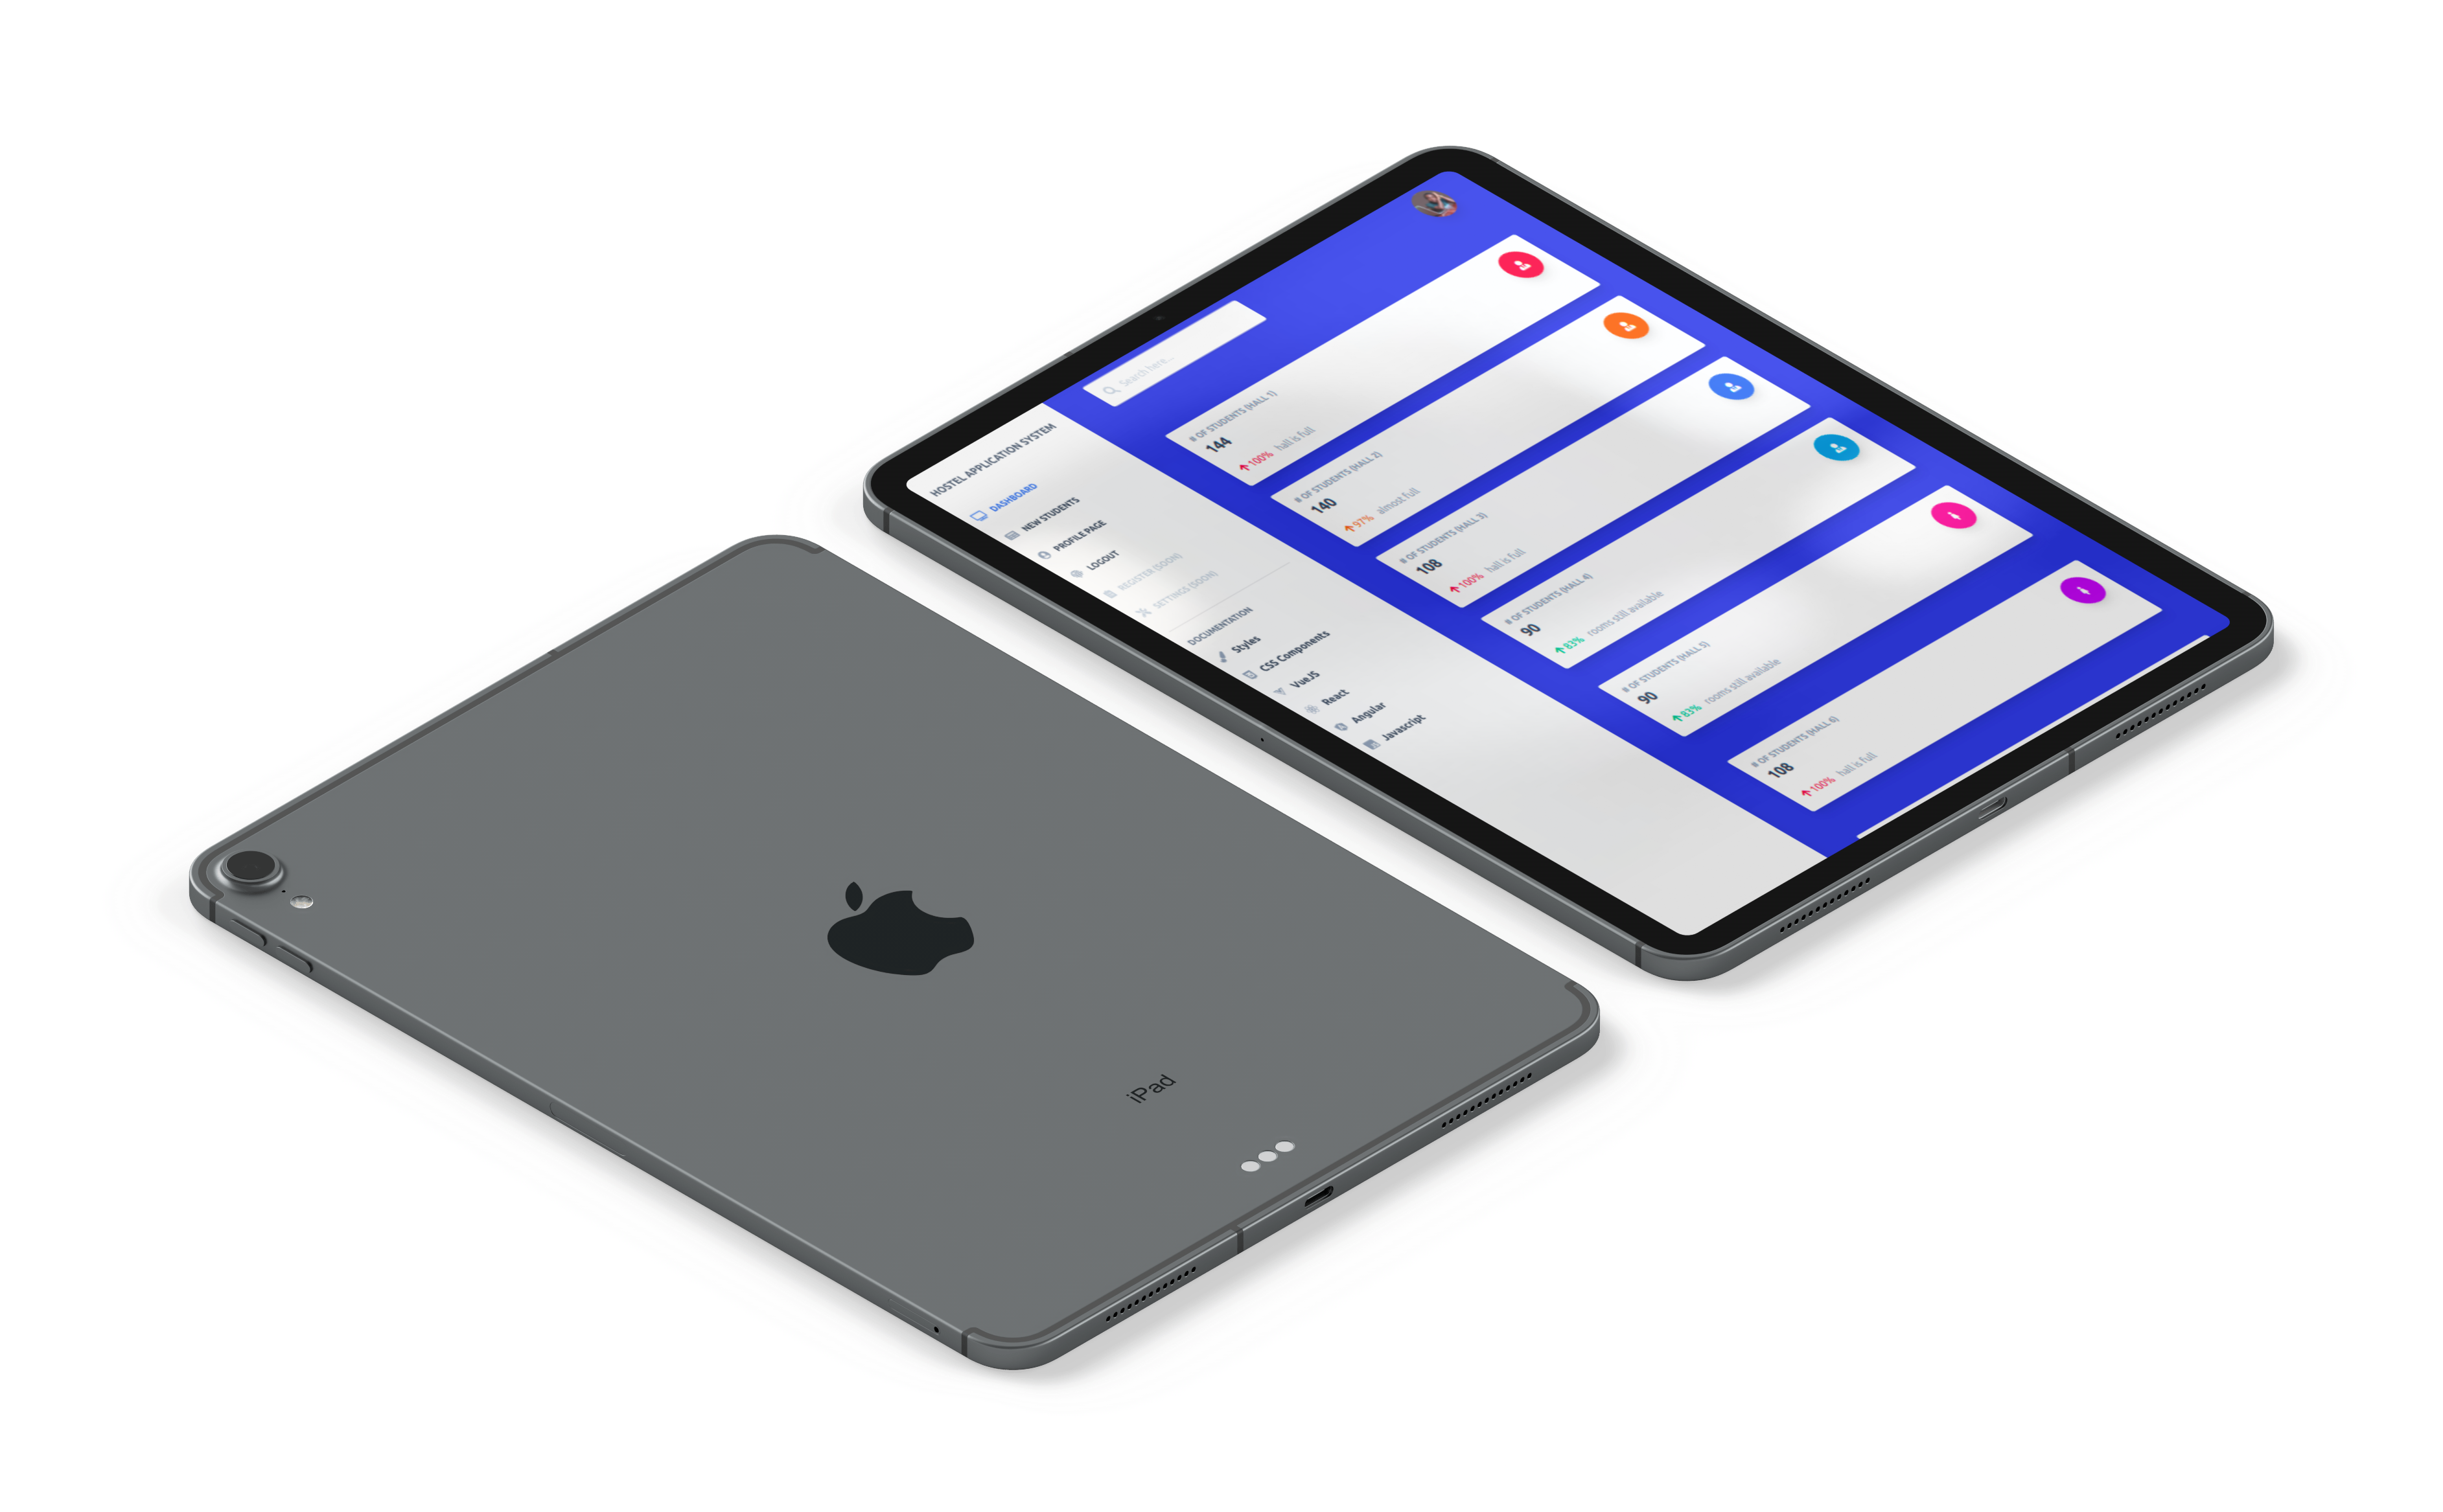 Search here...
HOSTEL APPLICATION SYSTEM
DASHBOARD
NEW STUDENTS
PROFILE PAGE
LOGOUT
REGISTER (SOON)
SETTINGS (SOON)
DOCUMENTATION
Styles
CSS Components
VueJS
React
Angular
Javascript
# OF STUDENTS (HALL 1)
144
100% hall is full
# OF STUDENTS (HALL 2)
140
97% almost full
# OF STUDENTS (HALL 3)
108
100% hall is full
# OF STUDENTS (HALL 4)
90
83% rooms still available
# OF STUDENTS (HALL 5)
90
83% rooms still available
# OF STUDENTS (HALL 6)
108
100% hall is full
iPad